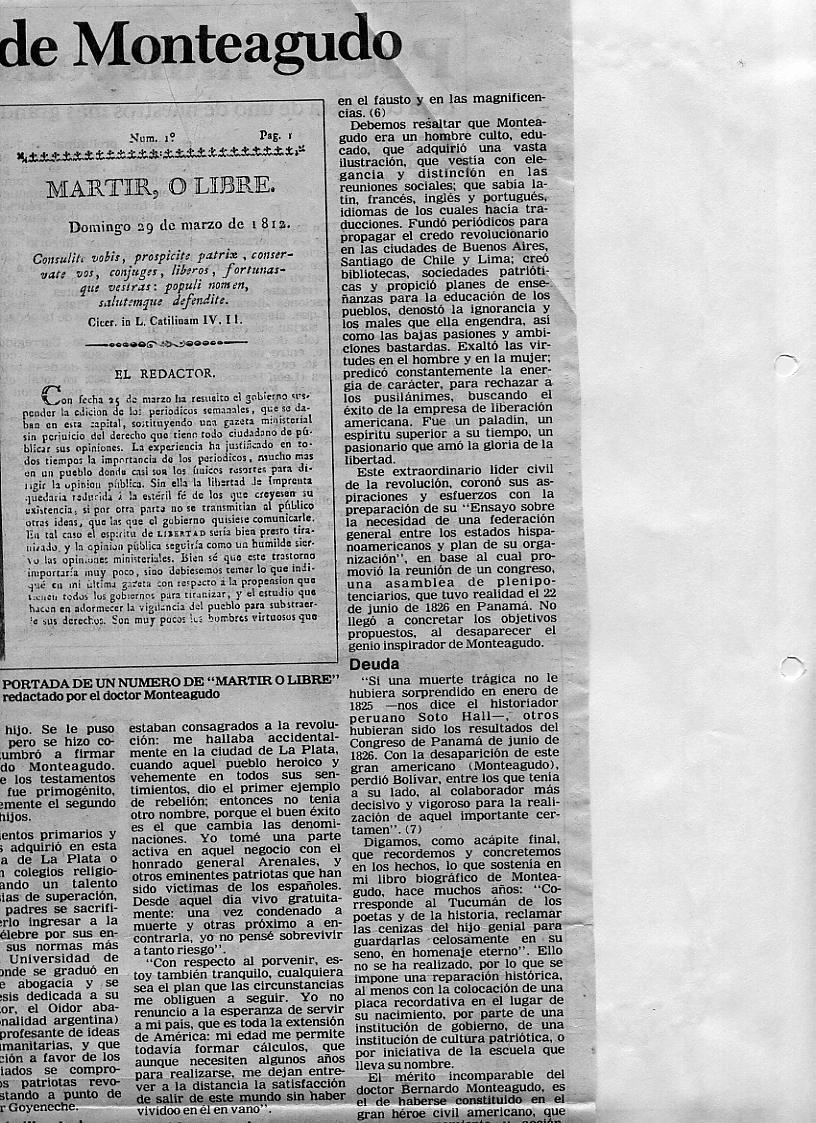 de Monteagudo
Num. 1º Pag. 1
MARTIR, O LIBRE.
Domingo 29 de marzo de 1812.
Consulite vobis, prospicite patriæ, conser-
vate vos, conjuges, liberos, fortunas-
que vestras: populi nomen,
salutemque defendite.
Cicer. in L. Catilinam IV. II.
EL REDACTOR.
Con fecha 25 de marzo ha resuelto el gobierno sus-
pender la edicion de los periodicos semanales, que se da-
ban en esta capital, sostituyendo una gazeta ministerial
sin perjuicio del derecho que tiene todo ciudadano de pú-
blicar sus opiniones. La experiencia ha justificado en to-
dos tiempos la importancia de los periodicos, mucho mas
en un pueblo donde casi son los únicos resortes para di-
rigir la opinion pública. Sin ella la libertad de Imprenta
quedaria reducida á la estéril fé de los que creyesen su
existencia, si por otra parte no se transmitian al público
otras ideas, que las que el gobierno quisiese comunicarle.
En tal caso el espiritu de LIBERTAD seria bien presto tira-
nizado, y la opinion pública seguiría como un humilde sier-
vo las opiniones ministeriales. Bien sé que este trastorno
importaría muy poco, sino debiesemos temer lo que indi-
qué en mi última gazeta con respecto a la propension que
tienen todos los gobiernos para tiranizar, y el estudio que
hacen en adormecer la vigilancia del pueblo para substraer-
le sus derechos. Son muy pocos los hombres virtuosos que
PORTADA DE UN NUMERO DE "MARTIR O LIBRE"
redactado por el doctor Monteagudo
hijo. Se le puso
pero se hizo co-
tumbró a firmar
do Monteagudo.
e los testamentos
fue primogénito,
emente el segundo
hijos.
ientos primarios y
s adquirió en esta
a de La Plata o
n colegios religio-
ando un talento
ias de superación,
padres se sacrifi-
erlo ingresar a la
célebre por sus en-
sus normas más
Universidad de
onde se graduó en
e abogacía y se
esis dedicada a su
tor, el Oidor aba-
onalidad argentina)
profesante de ideas
umanitarias, y que
ción a favor de los
iados se compro-
os patriotas revo-
stando a punto de
r Goyeneche.
estaban consagrados a la revolu-
ción: me hallaba accidental-
mente en la ciudad de La Plata,
cuando aquel pueblo heroico y
vehemente en todos sus sen-
timientos, dio el primer ejemplo
de rebelión; entonces no tenía
otro nombre, porque el buen éxito
es el que cambia las denomi-
naciones. Yo tomé una parte
activa en aquel negocio con el
honrado general Arenales, y
otros eminentes patriotas que han
sido víctimas de los españoles.
Desde aquel día vivo gratuita-
mente: una vez condenado a
muerte y otras próximo a en-
contrarla, yo no pensé sobrevivir
a tanto riesgo".
"Con respecto al porvenir, es-
toy también tranquilo, cualquiera
sea el plan que las circunstancias
me obliguen a seguir. Yo no
renuncio a la esperanza de servir
a mi país, que es toda la extensión
de América: mi edad me permite
todavía formar cálculos, que
aunque necesiten algunos años
para realizarse, me dejan entre-
ver a la distancia la satisfacción
de salir de este mundo sin haber
vividoo en él en vano".
en el fausto y en las magnificen-
cias. (6)
Debemos resaltar que Montea-
gudo era un hombre culto, edu-
cado, que adquirió una vasta
ilustración, que vestía con ele-
gancia y distinción en las
reuniones sociales; que sabía la-
tín, francés, inglés y portugués,
idiomas de los cuales hacía tra-
ducciones. Fundó periódicos para
propagar el credo revolucionario
en las ciudades de Buenos Aires,
Santiago de Chile y Lima; creó
bibliotecas, sociedades patrióti-
cas y propició planes de ense-
ñanzas para la educación de los
pueblos, denostó la ignorancia y
los males que ella engendra, así
como las bajas pasiones y ambi-
ciones bastardas. Exaltó las vir-
tudes en el hombre y en la mujer;
predicó constantemente la ener-
gía de carácter, para rechazar a
los pusilánimes, buscando el
éxito de la empresa de liberación
americana. Fue un paladín, un
espíritu superior a su tiempo, un
pasionario que amó la gloria de la
libertad.
Este extraordinario líder civil
de la revolución, coronó sus as-
piraciones y esfuerzos con la
preparación de su "Ensayo sobre
la necesidad de una federación
general entre los estados hispa-
noamericanos y plan de su orga-
nización", en base al cual pro-
movió la reunión de un congreso,
una asamblea de plenipo-
tenciarios, que tuvo realidad el 22
de junio de 1826 en Panamá. No
llegó a concretar los objetivos
propuestos, al desaparecer el
genio inspirador de Monteagudo.
Deuda
"Si una muerte trágica no le
hubiera sorprendido en enero de
1825 —nos dice el historiador
peruano Soto Hall—, otros
hubieran sido los resultados del
Congreso de Panamá de junio de
1826. Con la desaparición de este
gran americano (Monteagudo),
perdió Bolívar, entre los que tenía
a su lado, al colaborador más
decisivo y vigoroso para la reali-
zación de aquel importante cer-
tamen". (7)
Digamos, como acápite final,
que recordemos y concretemos
en los hechos, lo que sostenía en
mi libro biográfico de Montea-
gudo, hace muchos años: "Co-
rresponde al Tucumán de los
poetas y de la historia, reclamar
las cenizas del hijo genial para
guardarlas celosamente en su
seno, en homenaje eterno". Ello
no se ha realizado, por lo que se
impone una reparación histórica,
al menos con la colocación de una
placa recordativa en el lugar de
su nacimiento, por parte de una
institución de gobierno, de una
institución de cultura patriótica, o
por iniciativa de la escuela que
lleva su nombre.
El mérito incomparable del
doctor Bernardo Monteagudo, es
el de haberse constituido en el
gran héroe civil americano, que